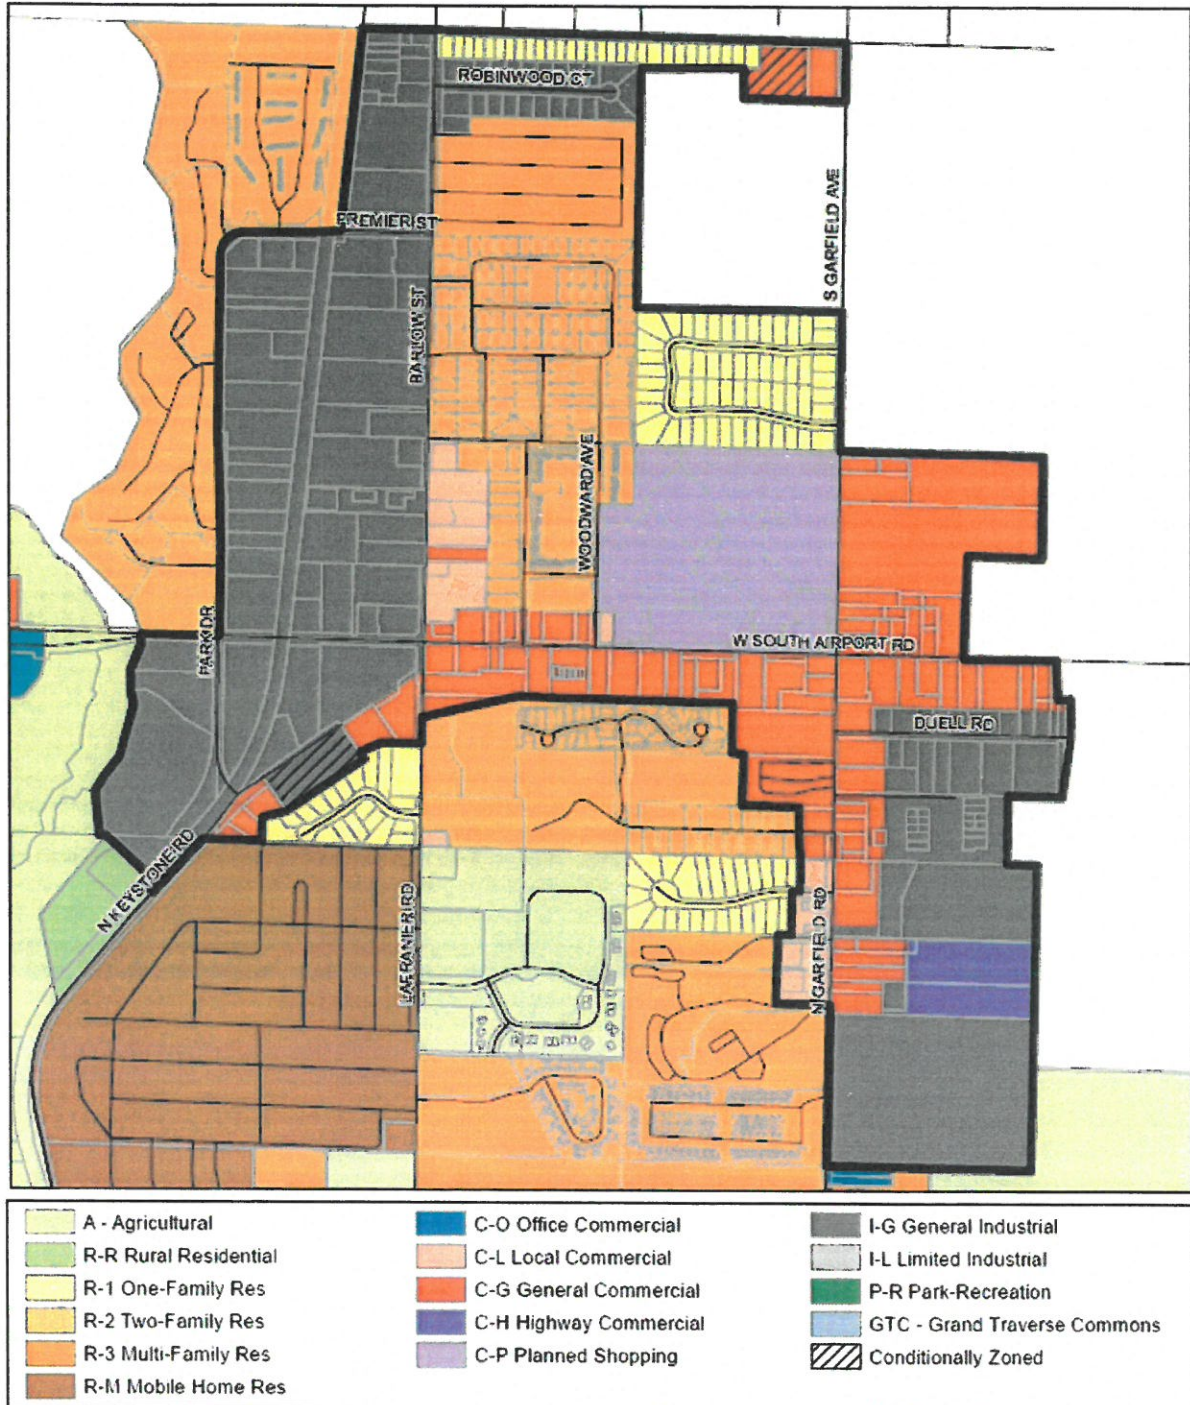 ROBINWOOD CT
S GARFIELD AVE
PREMIER ST
BARLOW ST
WOODWARD AVE
PARK DR
W SOUTH AIRPORT RD
DUELL RD
N KEYSTONE RD
LAFRANIER RD
N GARFIELD RD
A - Agricultural
R-R Rural Residential
R-1 One-Family Res
R-2 Two-Family Res
R-3 Multi-Family Res
R-M Mobile Home Res
C-O Office Commercial
C-L Local Commercial
C-G General Commercial
C-H Highway Commercial
C-P Planned Shopping
I-G General Industrial
I-L Limited Industrial
P-R Park-Recreation
GTC - Grand Traverse Commons
Conditionally Zoned